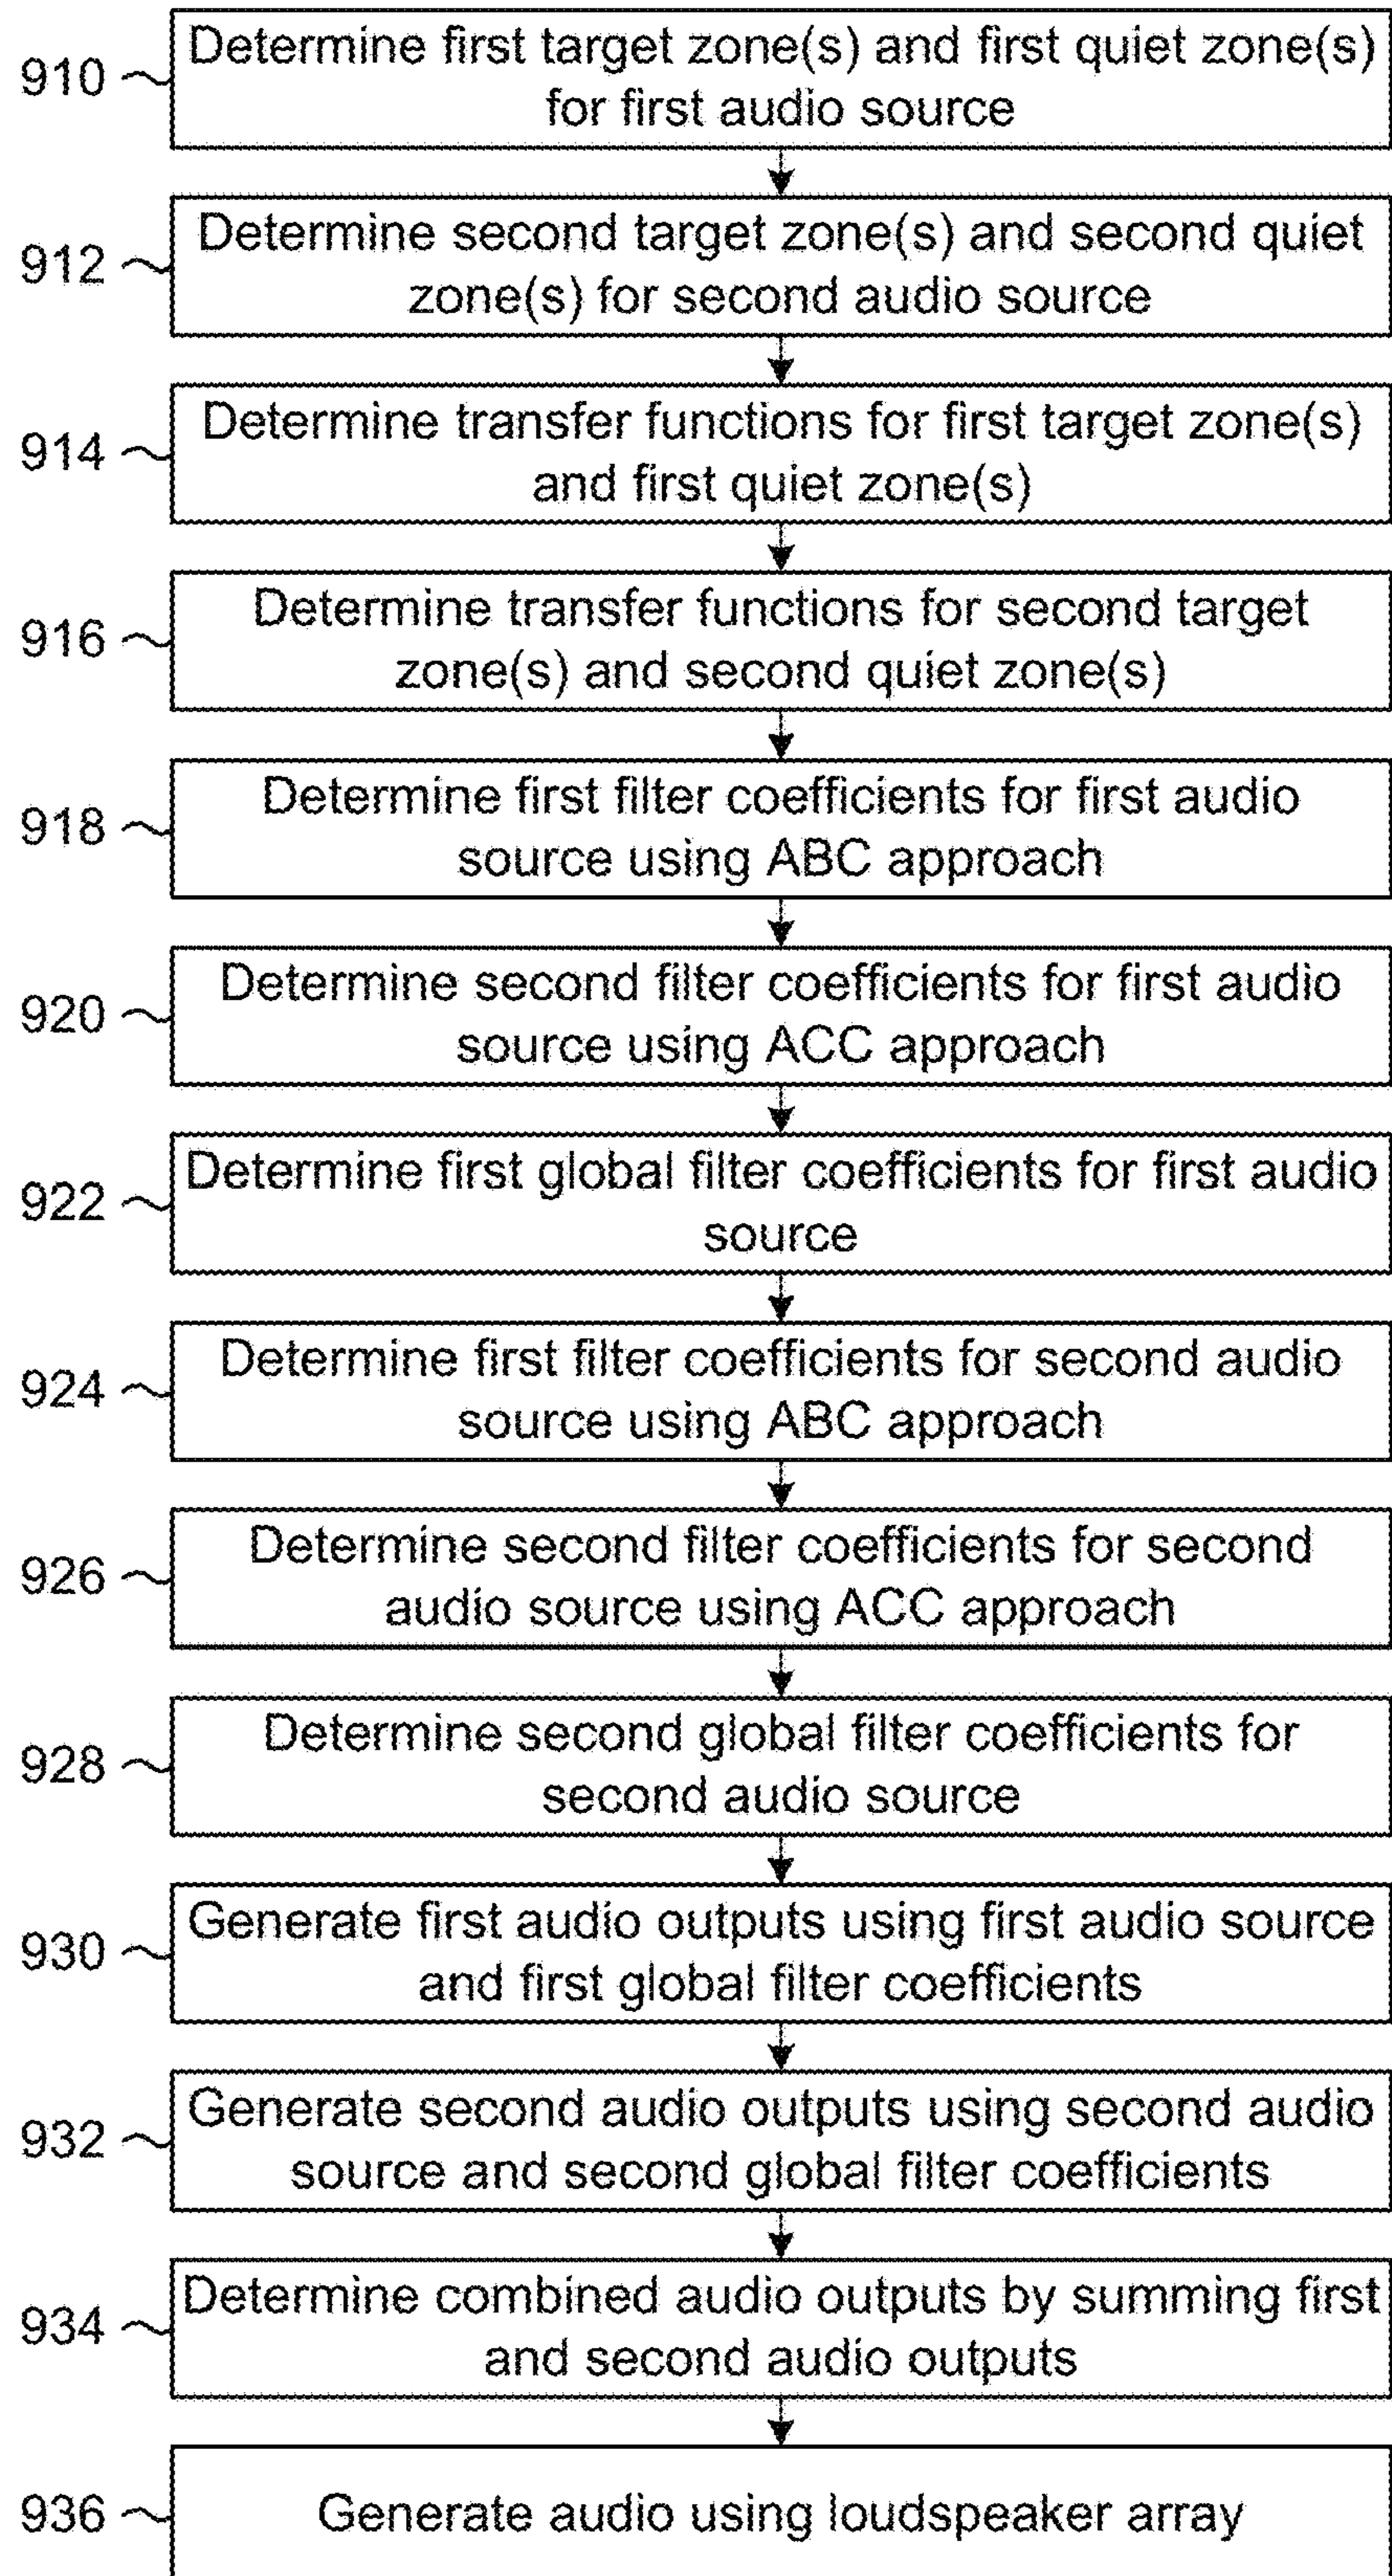 910
Determine first target zone(s) and first quiet zone(s)
for first audio source
912
Determine second target zone(s) and second quiet
zone(s) for second audio source
914
Determine transfer functions for first target zone(s)
and first quiet zone(s)
916
Determine transfer functions for second target
zone(s) and second quiet zone(s)
918
Determine first filter coefficients for first audio
source using ABC approach
920
Determine second filter coefficients for first audio
source using ACC approach
922
Determine first global filter coefficients for first audio
source
924
Determine first filter coefficients for second audio
source using ABC approach
926
Determine second filter coefficients for second
audio source using ACC approach
928
Determine second global filter coefficients for
second audio source
930
Generate first audio outputs using first audio source
and first global filter coefficients
932
Generate second audio outputs using second audio
source and second global filter coefficients
934
Determine combined audio outputs by summing first
and second audio outputs
936
Generate audio using loudspeaker array